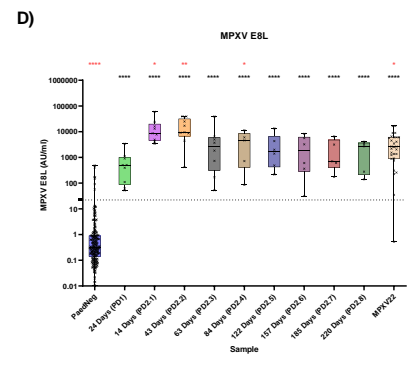 D)
MPXV E8L
**** * ** * *
**** **** **** **** **** **** **** **** **** ****
MPXV E8L (AU/ml)
1000000
100000
10000
1000
100
10
1
0.1
0.01
PaedNeg
24 Days (PD1)
14 Days (PD2.1)
43 Days (PD2.2)
63 Days (PD2.3)
84 Days (PD2.4)
122 Days (PD2.5)
157 Days (PD2.6)
185 Days (PD2.7)
220 Days (PD2.8)
MPXV22
Sample